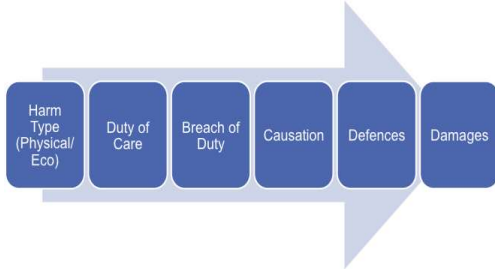 Harm
Type
(Physical/
Eco)
Duty of
Care
Breach of
Duty
Causation
Defences
Damages